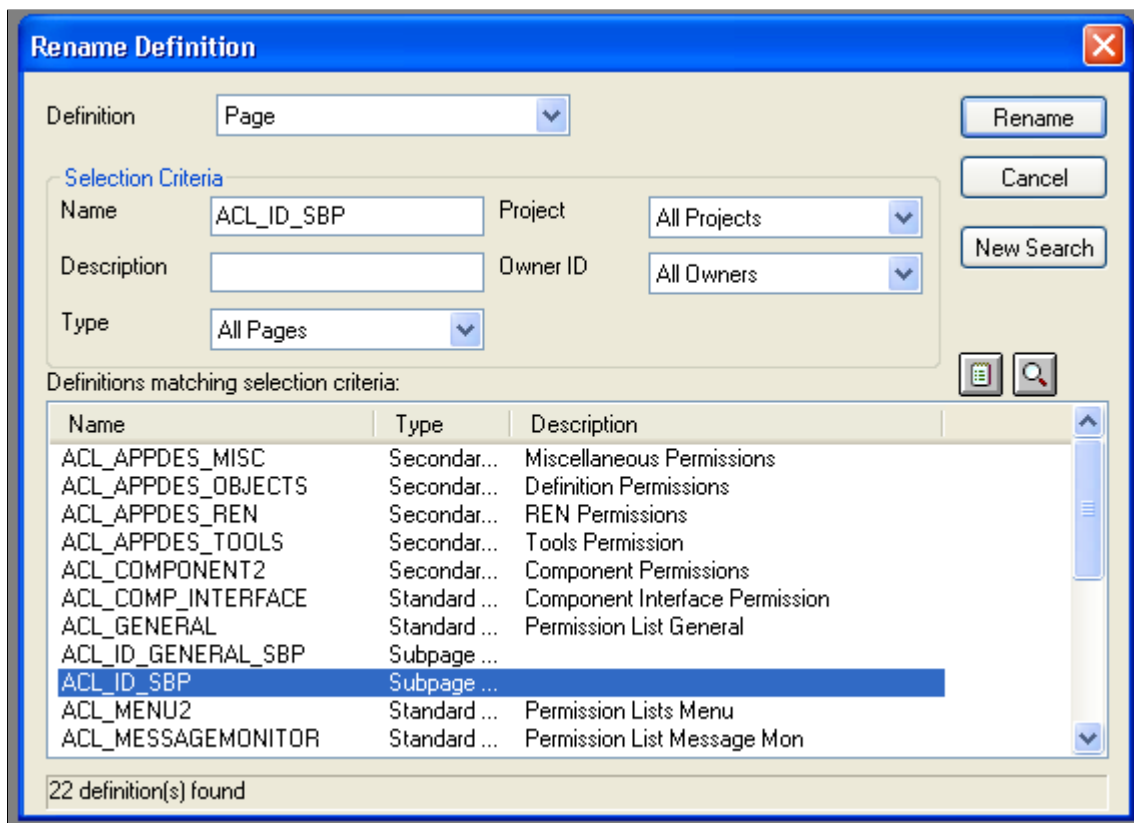 Rename Definition
Definition Page Rename
Selection Criteria Cancel
Name ACL_ID_SBP Project All Projects
Description Owner ID All Owners New Search
Type All Pages
Definitions matching selection criteria:
Name Type Description
ACL_APPDES_MISC Secondar... Miscellaneous Permissions
ACL_APPDES_OBJECTS Secondar... Definition Permissions
ACL_APPDES_REN Secondar... REN Permissions
ACL_APPDES_TOOLS Secondar... Tools Permission
ACL_COMPONENT2 Secondar... Component Permissions
ACL_COMP_INTERFACE Standard ... Component Interface Permission
ACL_GENERAL Standard ... Permission List General
ACL_ID_GENERAL_SBP Subpage ...
ACL_ID_SBP Subpage ...
ACL_MENU2 Standard ... Permission Lists Menu
ACL_MESSAGEMONITOR Standard ... Permission List Message Mon
22 definition(s) found